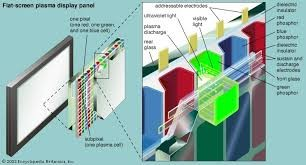 Flat-screen plasma display panel
one pixel
(one red, one green,
and one blue cell)
subpixel
(one plasma cell)
addressable electrodes
ultraviolet light
visible
light
rear
glass
dielectric
insulator
red phosphor
blue phosphor
dielectric
insulator
sustain and
discharge
electrodes
front glass
green
phosphor
© 2002 Encyclopædia Britannica, Inc.